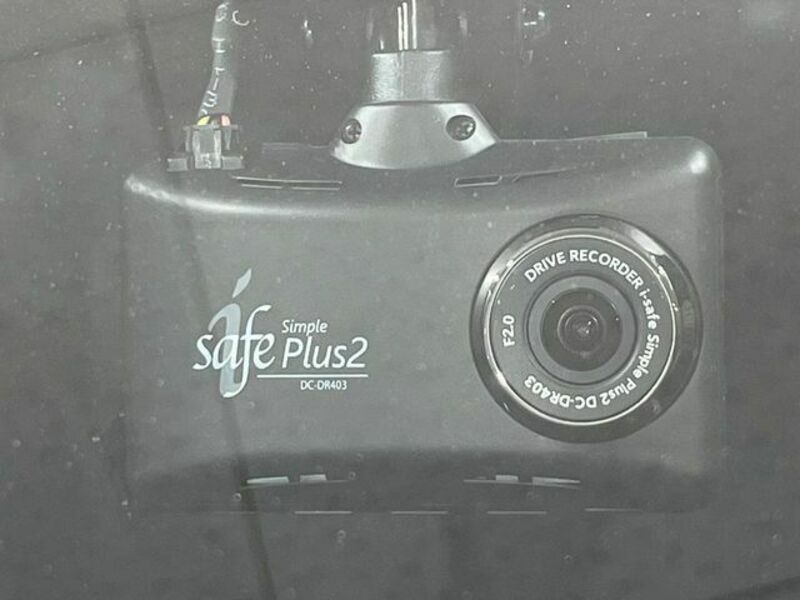 i
safe Simple
Plus2
DC-DR403
DRIVE RECORDER i-safe Simple Plus2 DC-DR403
F2.0